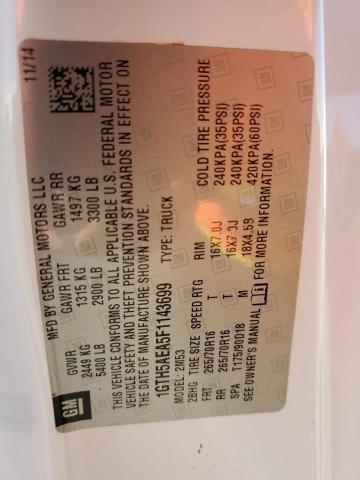 MFD BY GENERAL MOTORS LLC 11/14
GVWR GAWR FRT GAWR RR
2449 KG 1315 KG 1497 KG
5400 LB 2900 LB 3300 LB
THIS VEHICLE CONFORMS TO ALL APPLICABLE U.S. FEDERAL MOTOR
VEHICLE SAFETY AND THEFT PREVENTION STANDARDS IN EFFECT ON
THE DATE OF MANUFACTURE SHOWN ABOVE.
1GTH5AEA5F1143699 TYPE: TRUCK
MODEL: 2M53
2BHG TIRE SIZE SPEED RTG RIM COLD TIRE PRESSURE
FRT 265/70R16 T 16X7.0J 240KPA(35PSI)
RR 265/70R16 T 16X7.0J 240KPA(35PSI)
SPA T175/90D18 M 18X4.5B 420KPA(60PSI)
SEE OWNER'S MANUAL i FOR MORE INFORMATION.
GM